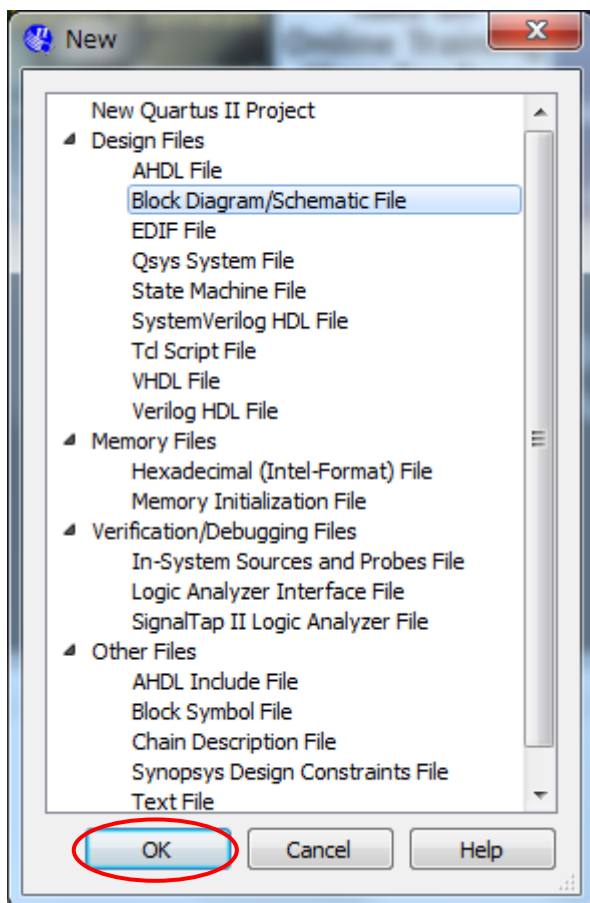 New
New Quartus II Project
Design Files
AHDL File
Block Diagram/Schematic File
EDIF File
Qsys System File
State Machine File
SystemVerilog HDL File
Tcl Script File
VHDL File
Verilog HDL File
Memory Files
Hexadecimal (Intel-Format) File
Memory Initialization File
Verification/Debugging Files
In-System Sources and Probes File
Logic Analyzer Interface File
SignalTap II Logic Analyzer File
Other Files
AHDL Include File
Block Symbol File
Chain Description File
Synopsys Design Constraints File
Text File
OK Cancel Help